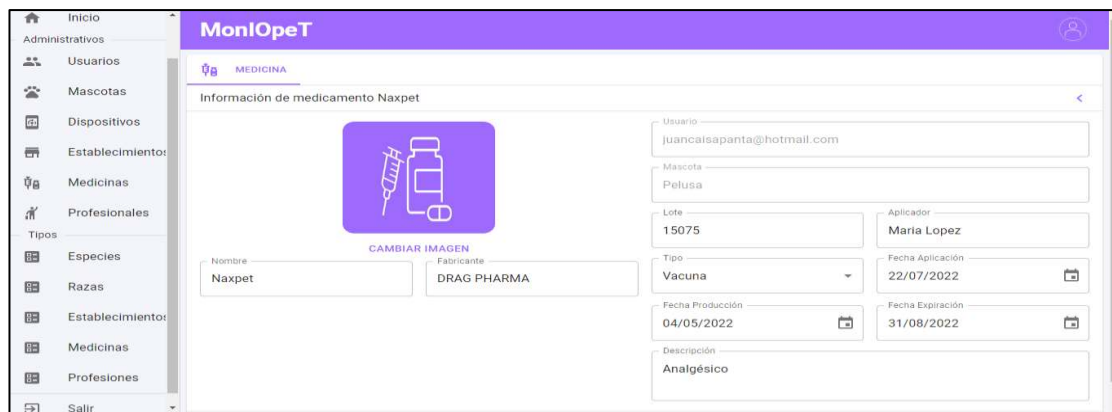 Inicio
Administrativos
Usuarios
Mascotas
Dispositivos
Establecimientos
Medicinas
Profesionales
Tipos
Especies
Razas
Establecimientos
Medicinas
Profesiones
Salir
MonIOpeT
MEDICINA
Información de medicamento Naxpet
CAMBIAR IMAGEN
Nombre
Naxpet
Fabricante
DRAG PHARMA
Usuario
juancaisapanta@hotmail.com
Mascota
Pelusa
Lote
15075
Aplicador
Maria Lopez
Tipo
Vacuna
Fecha Aplicación
22/07/2022
Fecha Producción
04/05/2022
Fecha Expiración
31/08/2022
Descripción
Analgésico